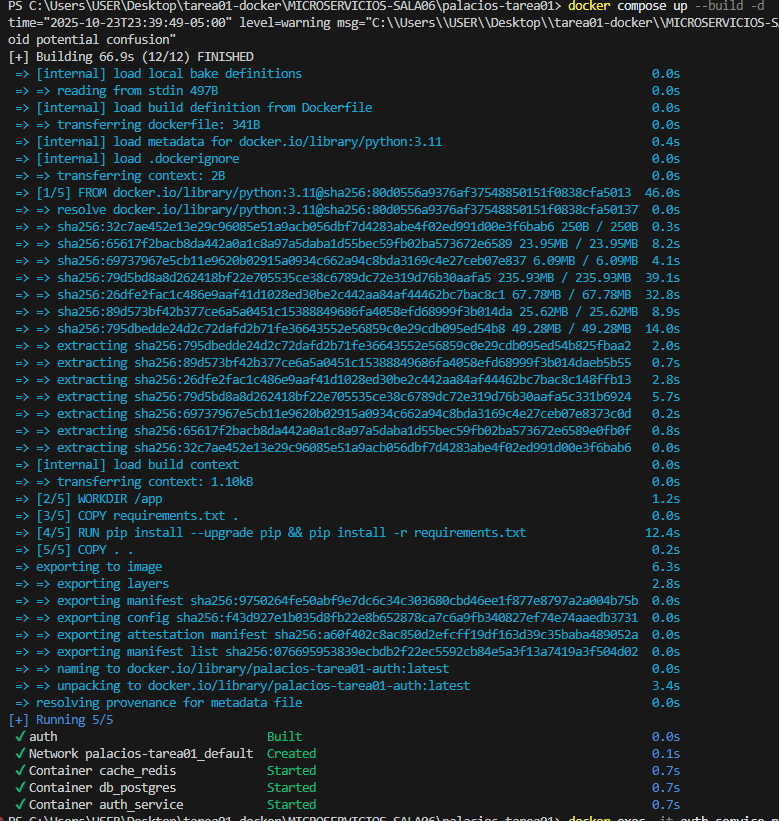 PS C:\Users\USER\Desktop\tarea01-docker\MICROSERVICIOS-SALA06\palacios-tarea01> docker compose up --build -d
time="2025-10-23T23:39:49-05:00" level=warning msg="C:\\Users\\USER\\Desktop\\tarea01-docker\\MICROSERVICIOS-SA
oid potential confusion"
[+] Building 66.9s (12/12) FINISHED
=> [internal] load local bake definitions 0.0s
=> => reading from stdin 497B 0.0s
=> [internal] load build definition from Dockerfile 0.0s
=> => transferring dockerfile: 341B 0.0s
=> [internal] load metadata for docker.io/library/python:3.11 0.4s
=> [internal] load .dockerignore 0.0s
=> => transferring context: 2B 0.0s
=> [1/5] FROM docker.io/library/python:3.11@sha256:80d0556a9376af37548850151f0838cfa5013 46.0s
=> => resolve docker.io/library/python:3.11@sha256:80d0556a9376af37548850151f0838cfa50137 0.0s
=> => sha256:32c7ae452e13e29c96085e51a9acb056dbf7d4283abe4f02ed991d00e3f6bab6 250B / 250B 0.3s
=> => sha256:65617f2bacb8da442a0a1c8a97a5daba1d55bec59fb02ba573672e6589 23.95MB / 23.95MB 8.2s
=> => sha256:69737967e5cb11e9620b02915a0934c662a94c8bda3169c4e27ceb07e837 6.09MB / 6.09MB 4.1s
=> => sha256:79d5bd8a8d262418bf22e705535ce38c6789dc72e319d76b30aafa5 235.93MB / 235.93MB 39.1s
=> => sha256:26dfe2fac1c486e9aaf41d1028ed30be2c442aa84af44462bc7bac8c1 67.78MB / 67.78MB 32.8s
=> => sha256:89d573bf42b377ce6a5a0451c15388849686fa4058efd68999f3b014da 25.62MB / 25.62MB 8.9s
=> => sha256:795dbedde24d2c72dafd2b71fe36643552e56859c0e29cdb095ed54b8 49.28MB / 49.28MB 14.0s
=> => extracting sha256:795dbedde24d2c72dafd2b71fe36643552e56859c0e29cdb095ed54b825fbaa2 2.0s
=> => extracting sha256:89d573bf42b377ce6a5a0451c15388849686fa4058efd68999f3b014daeb5b55 0.7s
=> => extracting sha256:26dfe2fac1c486e9aaf41d1028ed30be2c442aa84af44462bc7bac8c148ffb13 2.8s
=> => extracting sha256:79d5bd8a8d262418bf22e705535ce38c6789dc72e319d76b30aafa5c331b6924 5.7s
=> => extracting sha256:69737967e5cb11e9620b02915a0934c662a94c8bda3169c4e27ceb07e8373c0d 0.2s
=> => extracting sha256:65617f2bacb8da442a0a1c8a97a5daba1d55bec59fb02ba573672e6589e0fb0f 0.8s
=> => extracting sha256:32c7ae452e13e29c96085e51a9acb056dbf7d4283abe4f02ed991d00e3f6bab6 0.0s
=> [internal] load build context 0.0s
=> => transferring context: 1.10kB 0.0s
=> [2/5] WORKDIR /app 1.2s
=> [3/5] COPY requirements.txt . 0.0s
=> [4/5] RUN pip install --upgrade pip && pip install -r requirements.txt 12.4s
=> [5/5] COPY . . 0.2s
=> exporting to image 6.3s
=> => exporting layers 2.8s
=> => exporting manifest sha256:9750264fe50abf9e7dc6c34c303680cbd46ee1f877e8797a2a004b75b 0.0s
=> => exporting config sha256:f43d927e1b035d8fb22e8b652878ca7c6a9fb340827ef74e74aaedb3731 0.0s
=> => exporting attestation manifest sha256:a60f402c8ac850d2efcff19df163d39c35baba489052a 0.0s
=> => exporting manifest list sha256:076695953839ecbdb2f22ec5592cb84e5a3f13a7419a3f504d02 0.0s
=> => naming to docker.io/library/palacios-tarea01-auth:latest 0.0s
=> => unpacking to docker.io/library/palacios-tarea01-auth:latest 3.4s
=> resolving provenance for metadata file 0.0s
[+] Running 5/5
✔ auth Built 0.0s
✔ Network palacios-tarea01_default Created 0.1s
✔ Container cache_redis Started 0.7s
✔ Container db_postgres Started 0.7s
✔ Container auth_service Started 0.7s
PS C:\Users\USER\Desktop\tarea01-docker\MICROSERVICIOS-SALA06\palacios-tarea01> docker exec -it auth_service